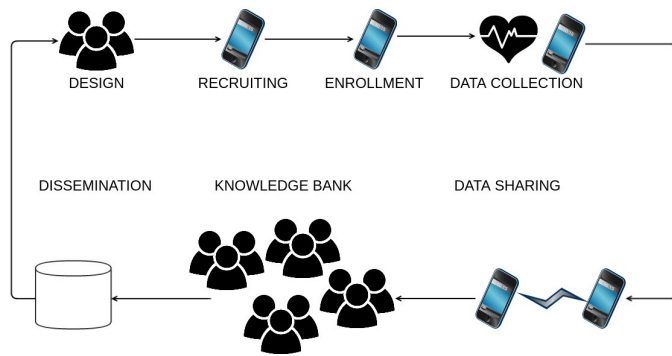 DESIGN
RECRUITING
ENROLLMENT
DATA COLLECTION
DISSEMINATION
KNOWLEDGE BANK
DATA SHARING